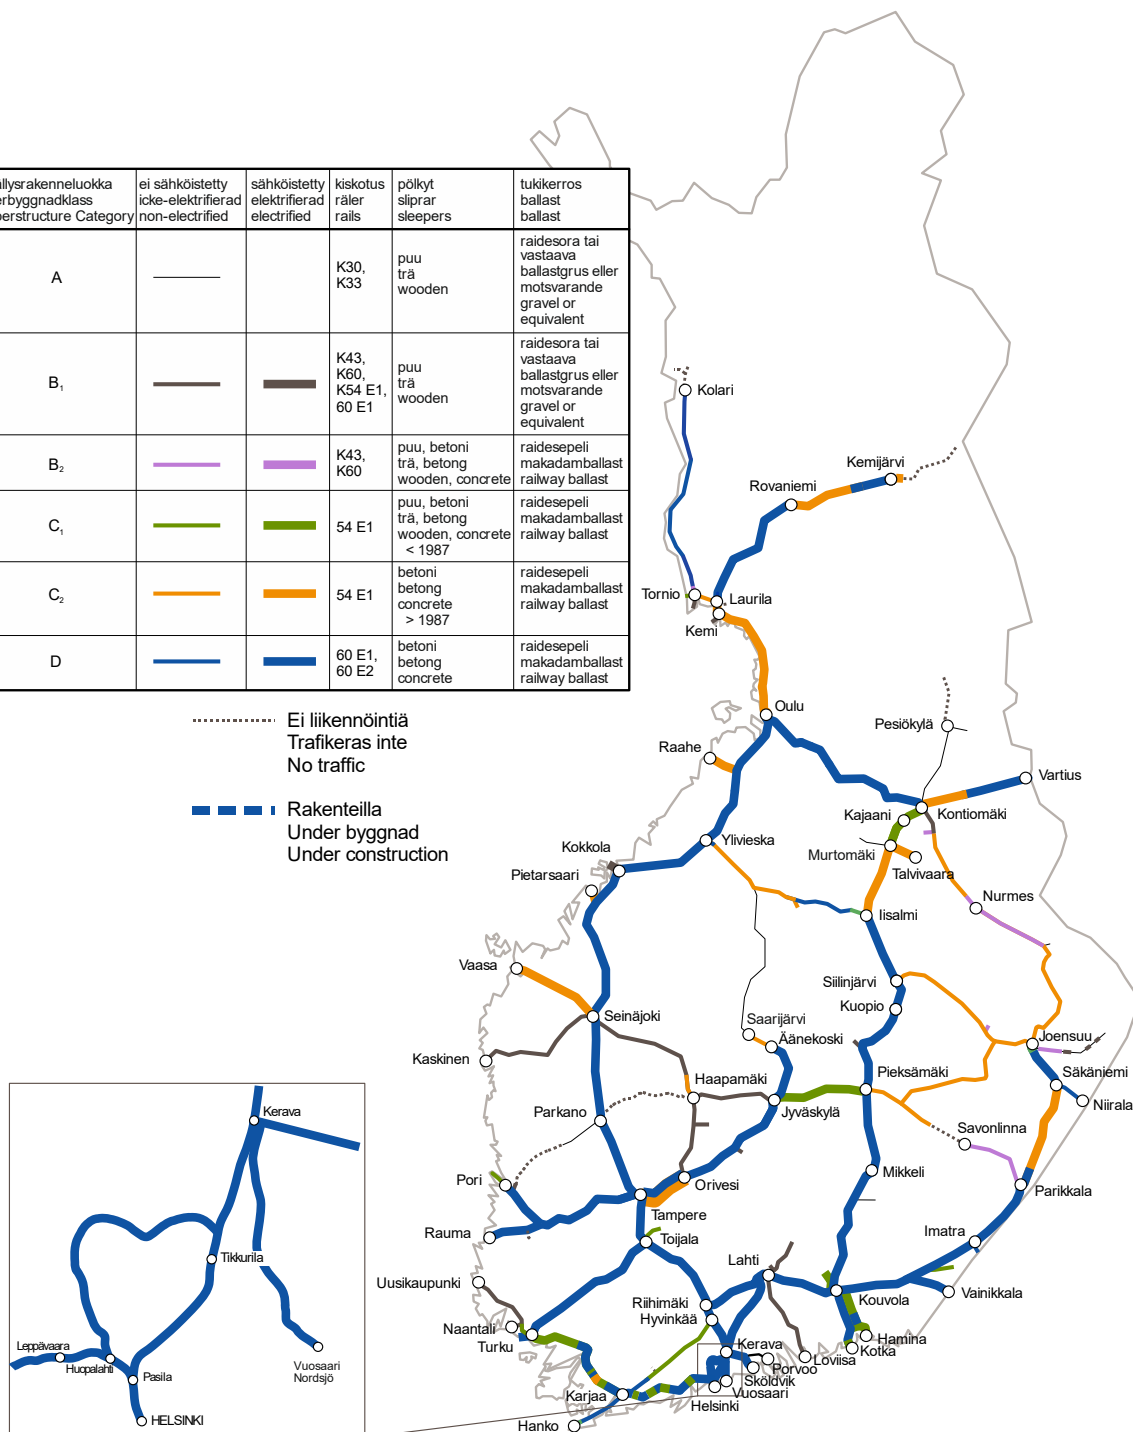 ällysrakenneluokka
erbyggnadklass
perstructure Category
ei sähköistetty
icke-elektrifierad
non-electrified
sähköistetty
elektrifierad
electrified
kiskotus
räler
rails
pölkyt
sliprar
sleepers
tukikerros
ballast
ballast
A
K30,
K33
puu
trä
wooden
raidesora tai
vastaava
ballastgrus eller
motsvarande
gravel or
equivalent
B1
K43,
K60,
K54 E1,
60 E1
puu
trä
wooden
raidesora tai
vastaava
ballastgrus eller
motsvarande
gravel or
equivalent
B2
K43,
K60
puu, betoni
trä, betong
wooden, concrete
raidesepeli
makadamballast
railway ballast
C1
54 E1
puu, betoni
trä, betong
wooden, concrete
< 1987
raidesepeli
makadamballast
railway ballast
C2
54 E1
betoni
betong
concrete
> 1987
raidesepeli
makadamballast
railway ballast
D
60 E1,
60 E2
betoni
betong
concrete
raidesepeli
makadamballast
railway ballast
Ei liikennöintiä
Trafikeras inte
No traffic
Rakenteilla
Under byggnad
Under construction
Kolari
Kemijärvi
Rovaniemi
Tornio
Laurila
Kemi
Oulu
Pesiökylä
Raahe
Vartius
Kajaani
Kontiomäki
Ylivieska
Murtomäki
Kokkola
Talvivaara
Pietarsaari
Nurmes
Iisalmi
Vaasa
Siilinjärvi
Kuopio
Seinäjoki
Saarijärvi
Äänekoski
Joensuu
Kaskinen
Haapamäki
Pieksämäki
Säkäniemi
Niirala
Parkano
Jyväskylä
Savonlinna
Mikkeli
Pori
Orivesi
Parikkala
Tampere
Rauma
Toijala
Imatra
Lahti
Uusikaupunki
Riihimäki
Hyvinkää
Kouvola
Vainikkala
Naantali
Turku
Kerava
Hamina
Kotka
Loviisa
Porvoo
Sköldvik
Karjaa
Vuosaari
Helsinki
Hanko
Kerava
Tikkurila
Leppävaara
Huopalahti
Pasila
Vuosaari
Nordsjö
HELSINKI